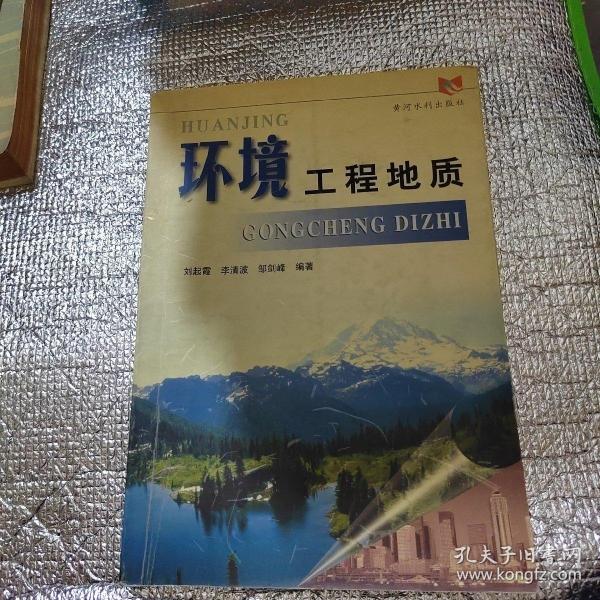 黄河水利出版社
HUANJING
环境 工程地质
GONGCHENG DIZHI
刘起霞 李清波 邹剑峰 编著
孔夫子旧书网
www.kongfz.com